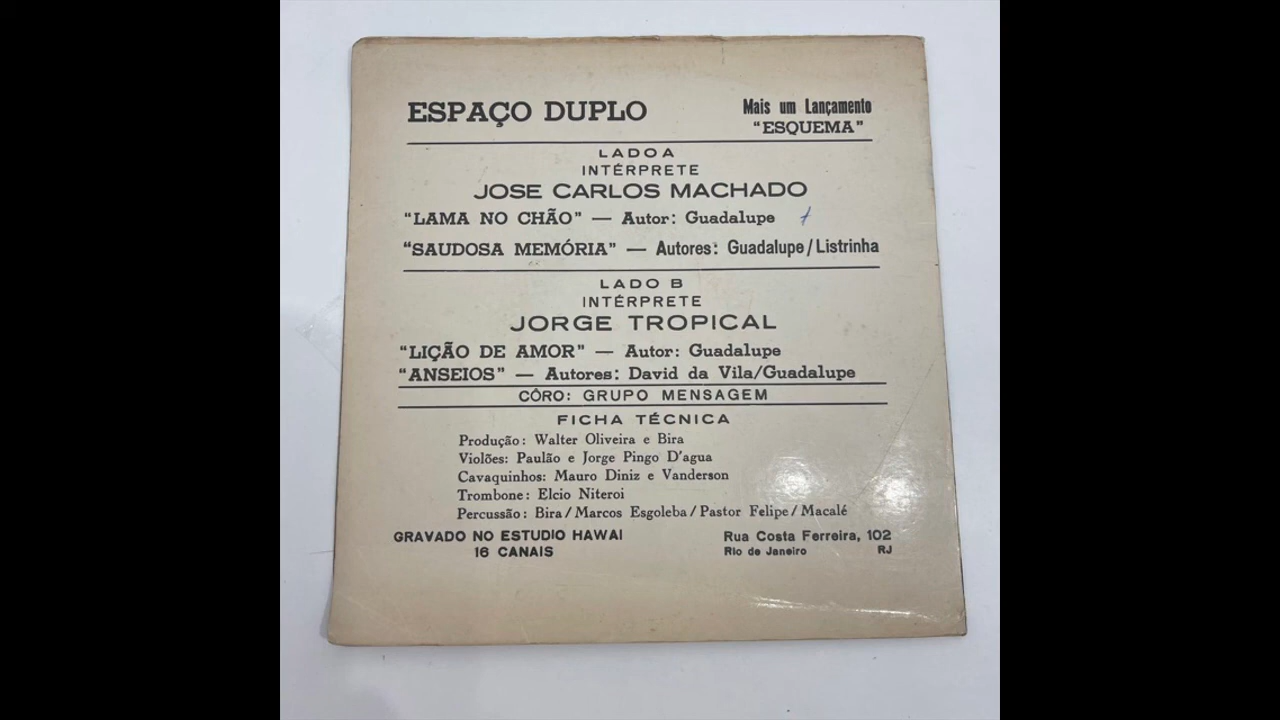 ESPAÇO DUPLO
Mais um Lançamento
"ESQUEMA"
LADO A
INTÉRPRETE
JOSE CARLOS MACHADO
"LAMA NO CHÃO" — Autor: Guadalupe
"SAUDOSA MEMÓRIA" — Autores: Guadalupe/Listrinha
LADO B
INTÉRPRETE
JORGE TROPICAL
"LIÇÃO DE AMOR" — Autor: Guadalupe
"ANSEIOS" — Autores: David da Vila/Guadalupe
CÔRO: GRUPO MENSAGEM
FICHA TÉCNICA
Produção: Walter Oliveira e Bira
Violões: Paulão e Jorge Pingo D'agua
Cavaquinhos: Mauro Diniz e Vanderson
Trombone: Elcio Niteroi
Percussão: Bira/Marcos Esgoleba/Pastor Felipe/Macalé
GRAVADO NO ESTUDIO HAWAI
16 CANAIS
Rua Costa Ferreira, 102
Rio de Janeiro RJ